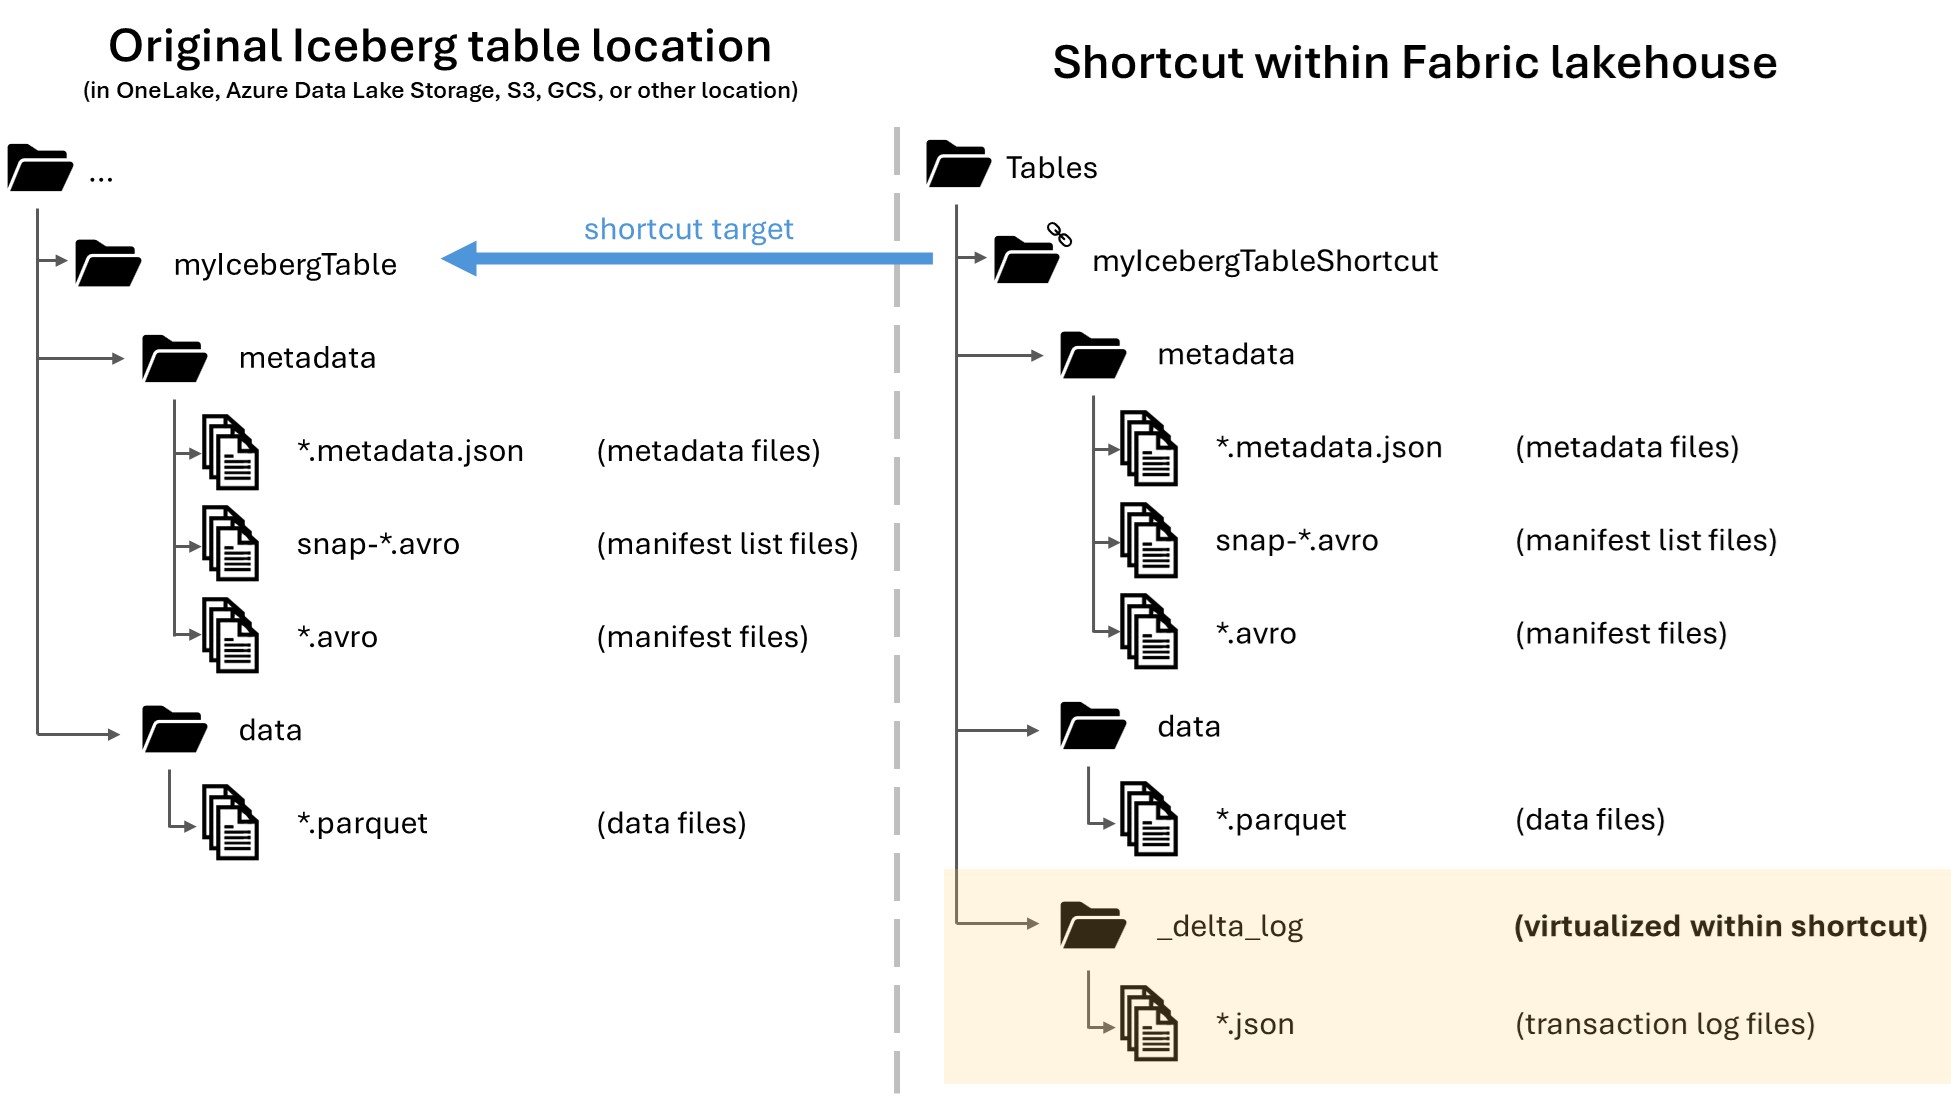 Original Iceberg table location
(in OneLake, Azure Data Lake Storage, S3, GCS, or other location)
...
myIcebergTable
metadata
*.metadata.json (metadata files)
snap-*.avro (manifest list files)
*.avro (manifest files)
data
*.parquet (data files)
shortcut target
Shortcut within Fabric lakehouse
Tables
myIcebergTableShortcut
metadata
*.metadata.json (metadata files)
snap-*.avro (manifest list files)
*.avro (manifest files)
data
*.parquet (data files)
_delta_log (virtualized within shortcut)
*.json (transaction log files)